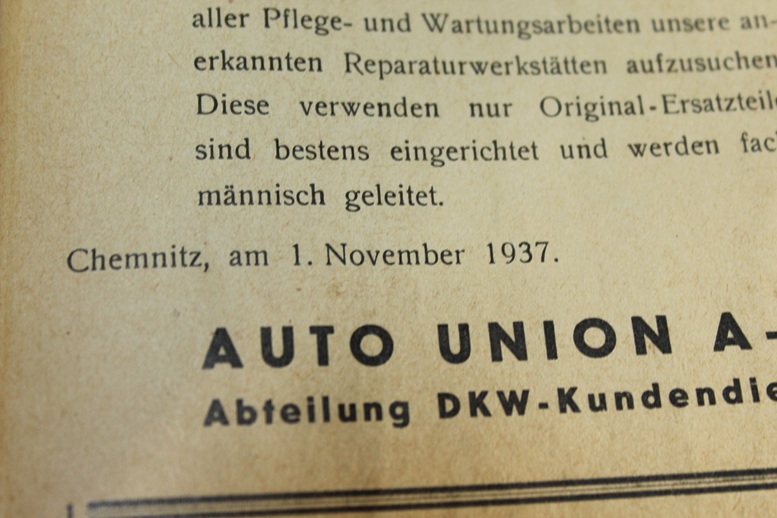 aller Pflege- und Wartungsarbeiten unsere an-
erkannten Reparaturwerkstätten aufzusuchen
Diese verwenden nur Original-Ersatzteile
sind bestens eingerichtet und werden fac
männisch geleitet.
Chemnitz, am 1. November 1937.
AUTO UNION A-
Abteilung DKW-Kundendie